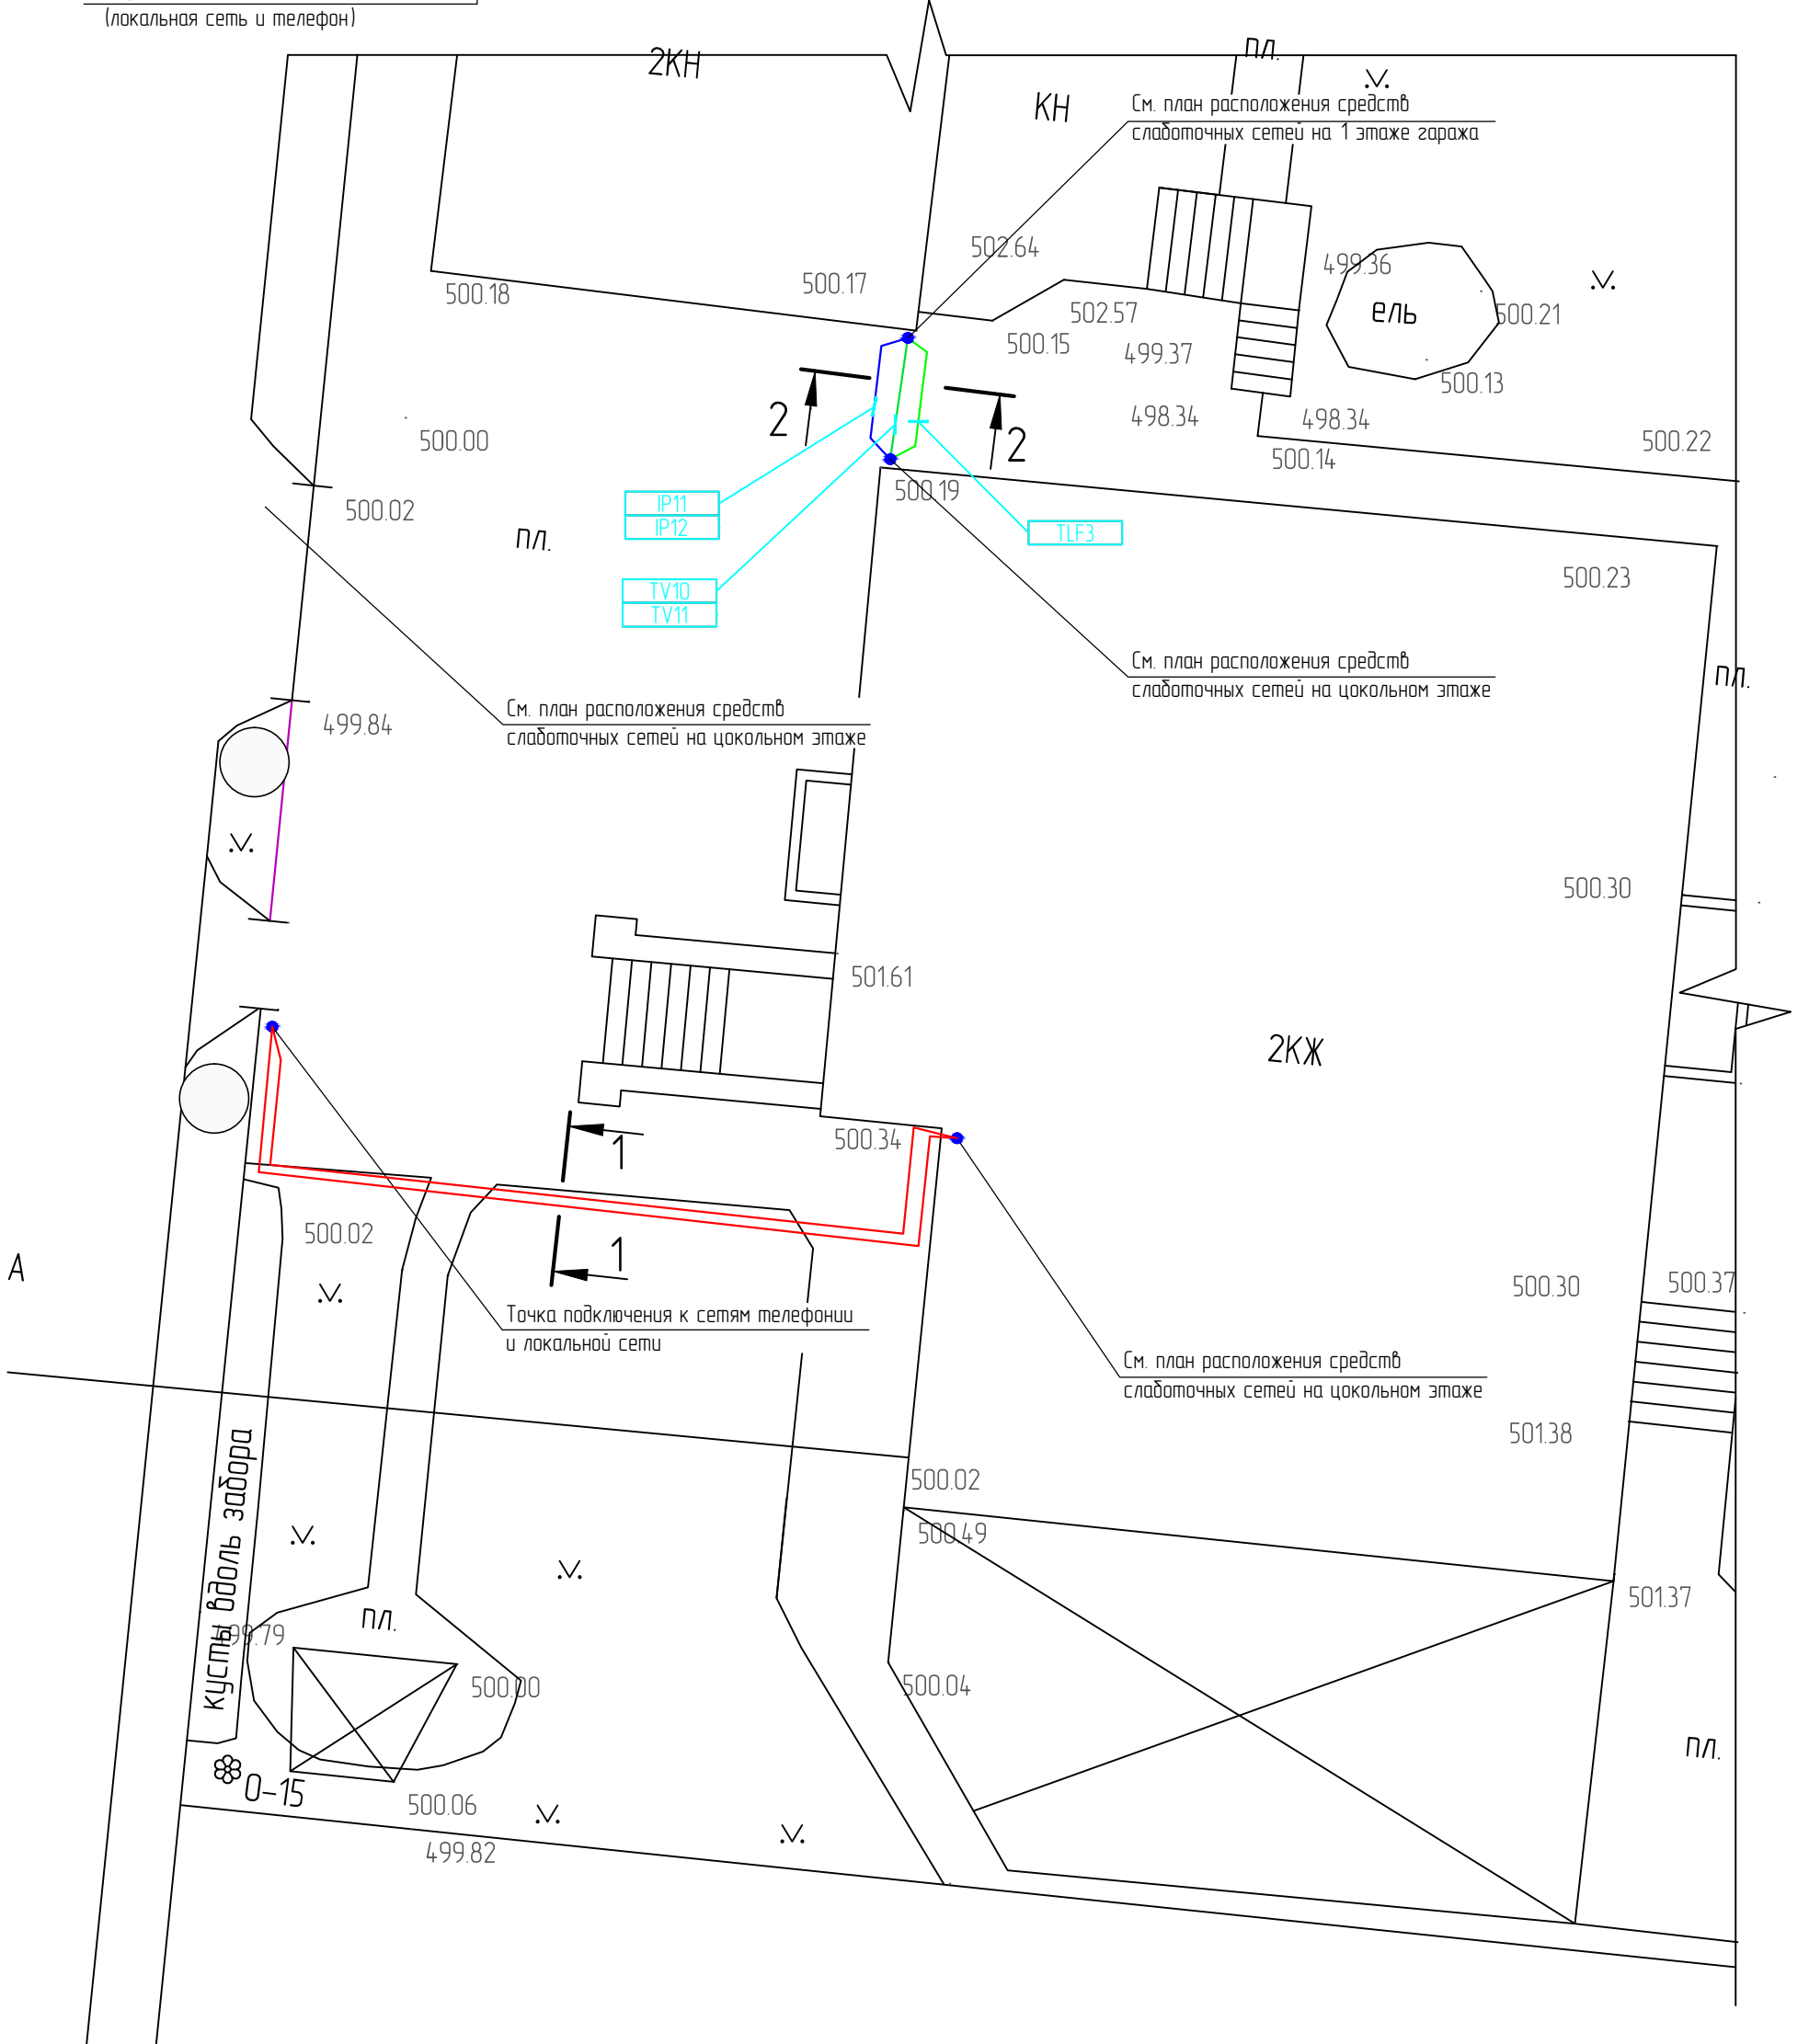 (локальная сеть и телефон)
2КН
пл.
КН
См. план расположения средств
слаботочных сетей на 1 этаже гаража
502.64
499.36
500.17
500.18
ель
502.57
500.21
500.15
499.37
500.13
2
2
498.34
498.34
500.00
500.22
500.14
500.19
IP11
IP12
500.02
TLF3
пл.
TV10
TV11
500.23
См. план расположения средств
слаботочных сетей на цокольном этаже
пл.
См. план расположения средств
слаботочных сетей на цокольном этаже
499.84
500.30
501.61
2КЖ
500.34
1
500.02
1
А
500.30
500.37
Точка подключения к сетям телефонии
и локальной сети
См. план расположения средств
слаботочных сетей на цокольном этаже
501.38
500.02
500.49
кусты вдоль забора
501.37
пл.
499.79
500.00
500.04
пл.
О-15
500.06
499.82